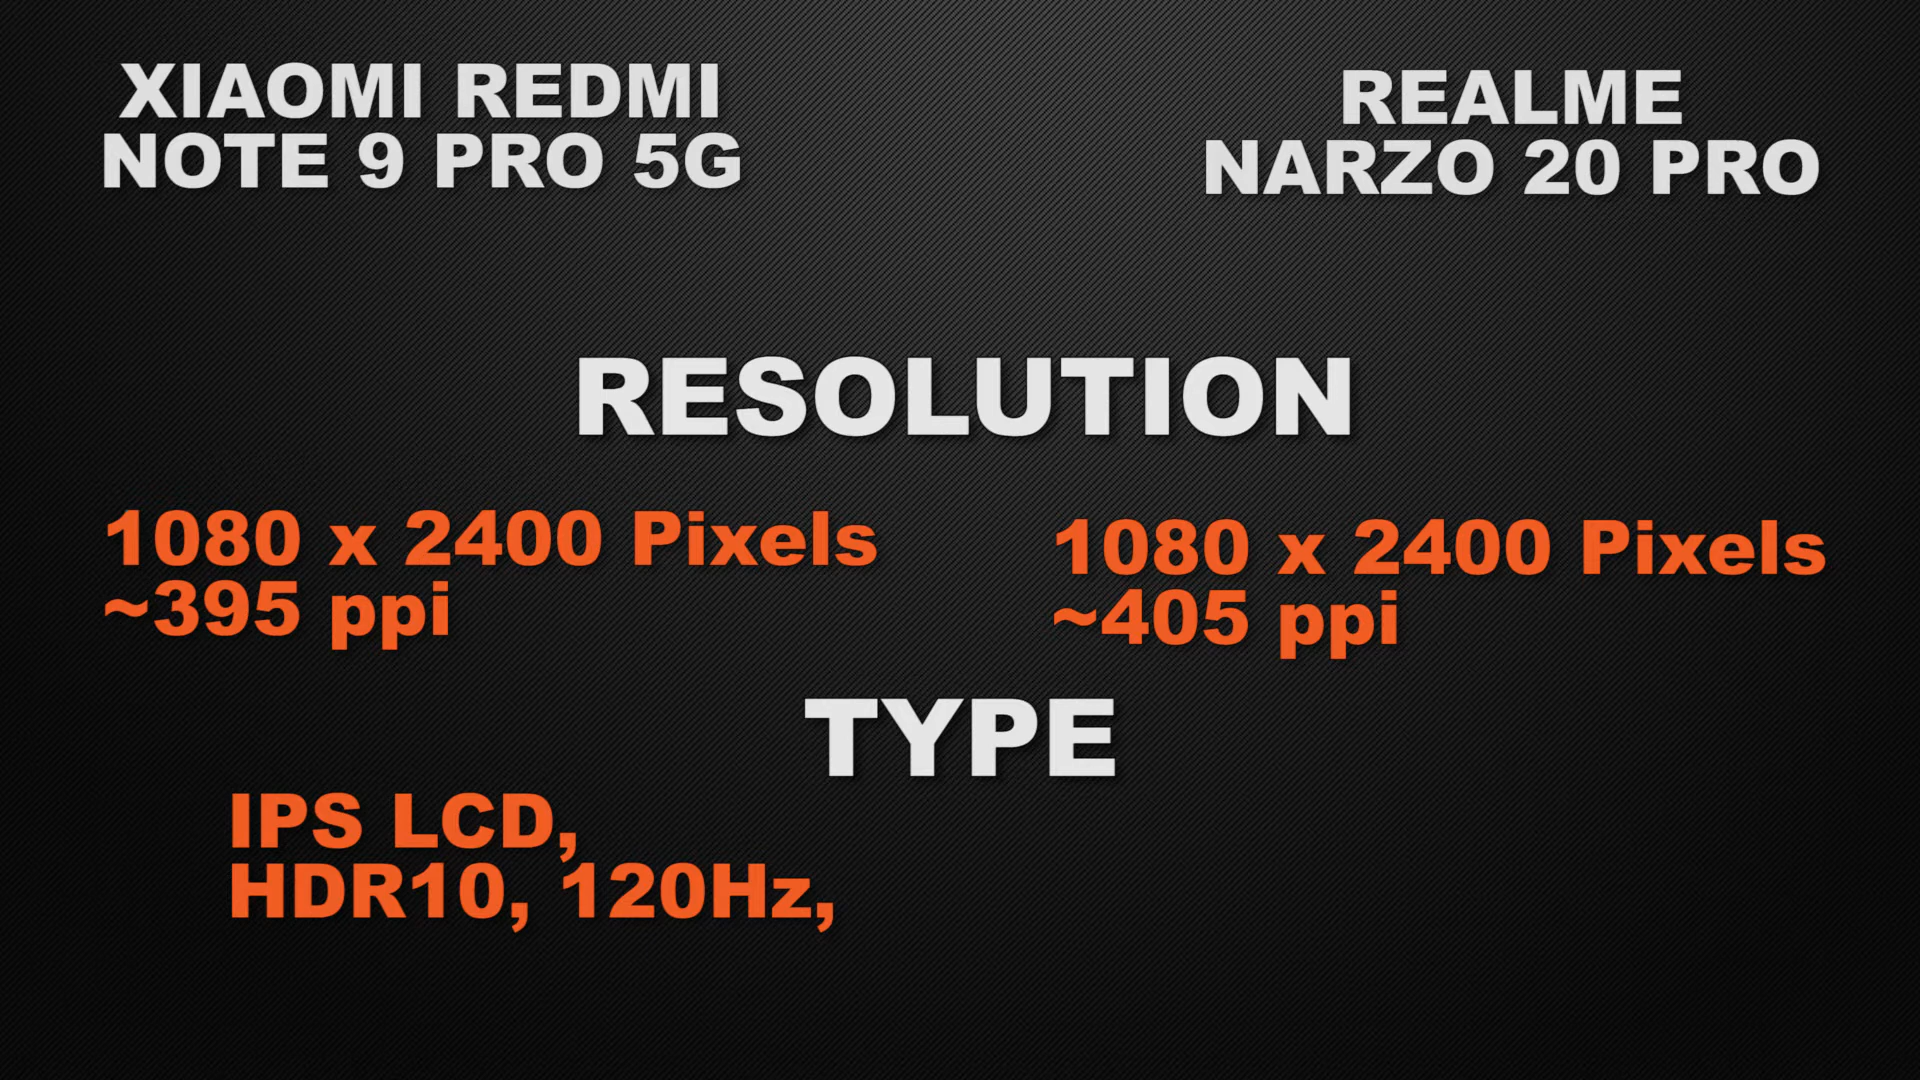 XIAOMI REDMI
NOTE 9 PRO 5G
REALME
NARZO 20 PRO
RESOLUTION
1080 x 2400 Pixels
~395 ppi
1080 x 2400 Pixels
~405 ppi
TYPE
IPS LCD,
HDR10, 120Hz,